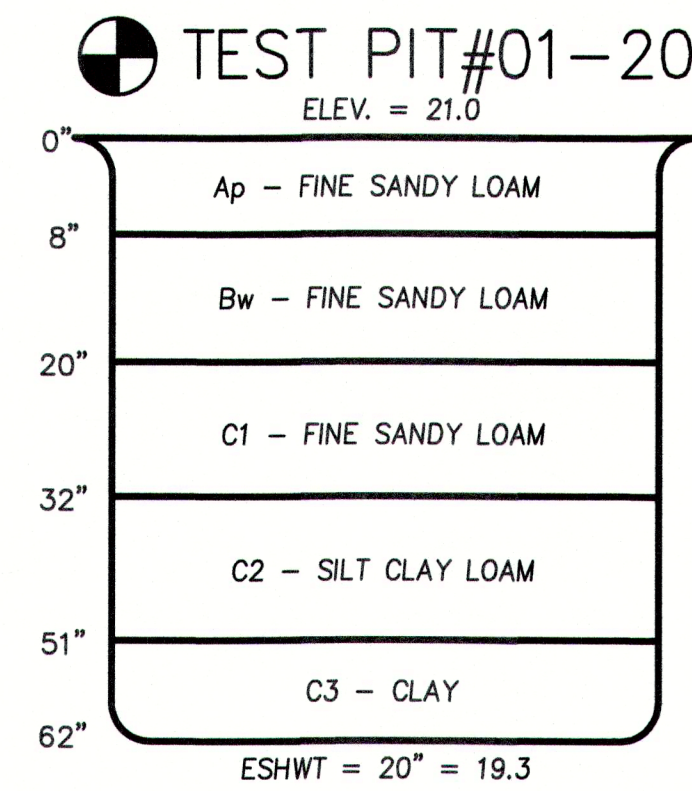 TEST PIT#01-20
ELEV. = 21.0
0"
Ap - FINE SANDY LOAM
8"
Bw - FINE SANDY LOAM
20"
C1 - FINE SANDY LOAM
32"
C2 - SILT CLAY LOAM
51"
C3 - CLAY
62"
ESHWT = 20" = 19.3